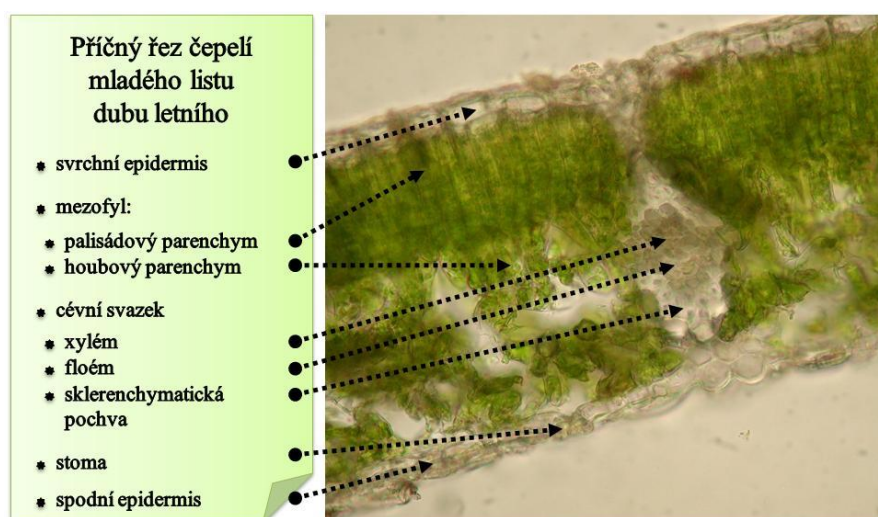 Příčný řez čepelí
mladého listu
dubu letního
svrchní epidermis
mezofyl:
palisádový parenchym
houbový parenchym
cévní svazek
xylém
floém
sklerenchymatická
pochva
stoma
spodní epidermis